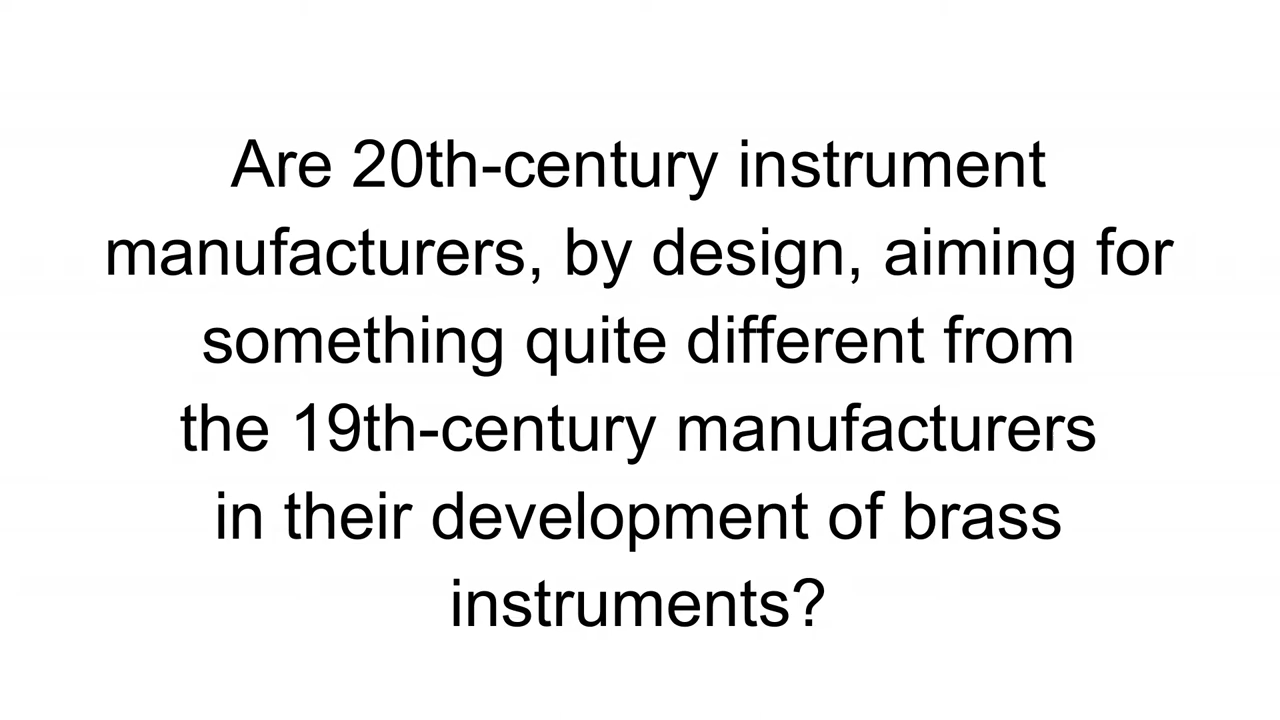 Are 20th-century instrument
manufacturers, by design, aiming for
something quite different from
the 19th-century manufacturers
in their development of brass
instruments?